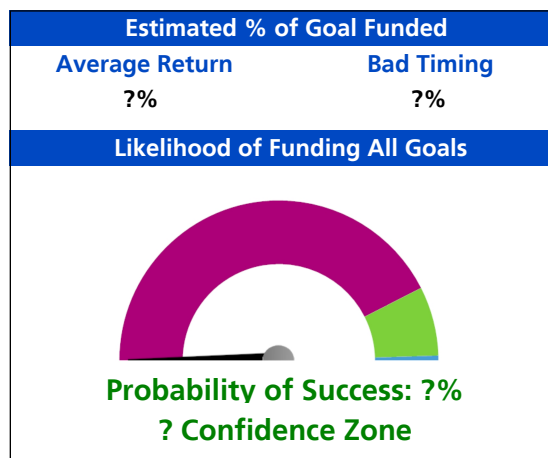 Estimated % of Goal Funded
Average Return Bad Timing
?% ?%
Likelihood of Funding All Goals
Probability of Success: ?%
? Confidence Zone